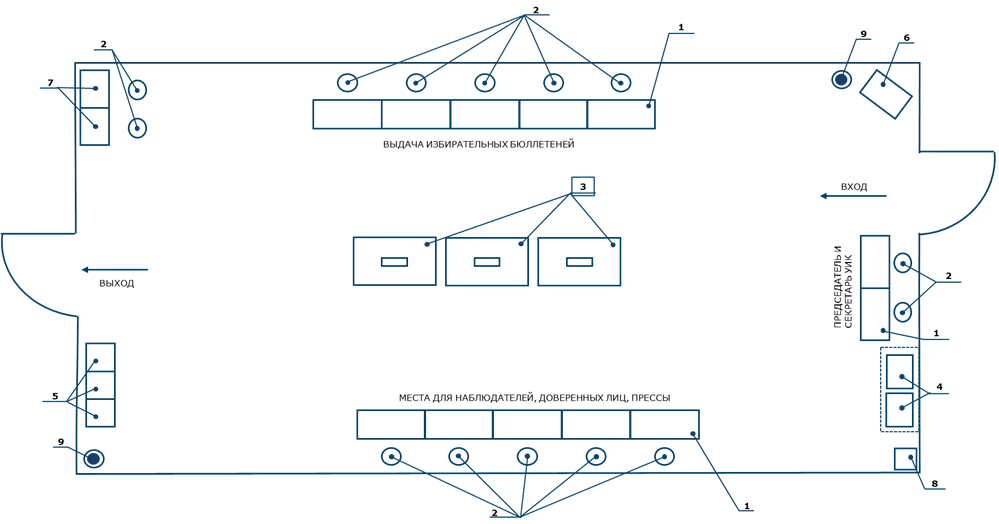 2
1
9
6
2
7
ВЫДАЧА ИЗБИРАТЕЛЬНЫХ БЮЛЛЕТЕНЕЙ
3
ВХОД
ВЫХОД
ПРЕДСЕДАТЕЛЬ И
СЕКРЕТАРЬ УИК
2
1
4
5
МЕСТА ДЛЯ НАБЛЮДАТЕЛЕЙ, ДОВЕРЕННЫХ ЛИЦ, ПРЕССЫ
9
8
2
1